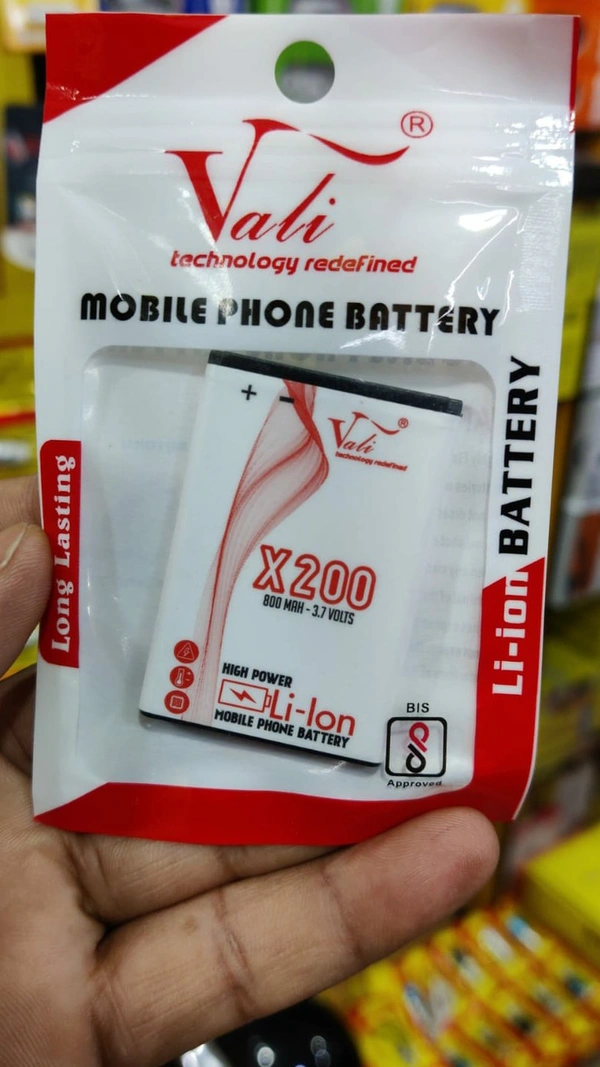 Vali®
technology redefined
MOBILE PHONE BATTERY
+ –
Vali®
technology redefined
X200
800 MAH - 3.7 VOLTS
HIGH POWER
Li-Ion
MOBILE PHONE BATTERY
Long Lasting
Li-ion BATTERY
BIS
Approved